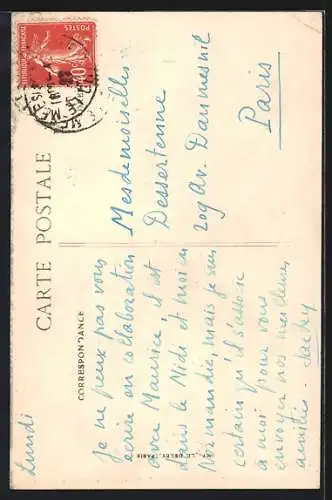 CARTE POSTALE
CORRESPONDANCE
Lundi
Je ne peux pas vous
écrire en collaboration
avec Maurice il est
dans le Midi et moi en
Normandie, mais je suis
certain qu'il s'associe
à moi pour vous
envoyer nos meilleures
amitiés.
Mesdemoiselles
Dessertenne
209 Av. Daumesnil
Paris
POSTES